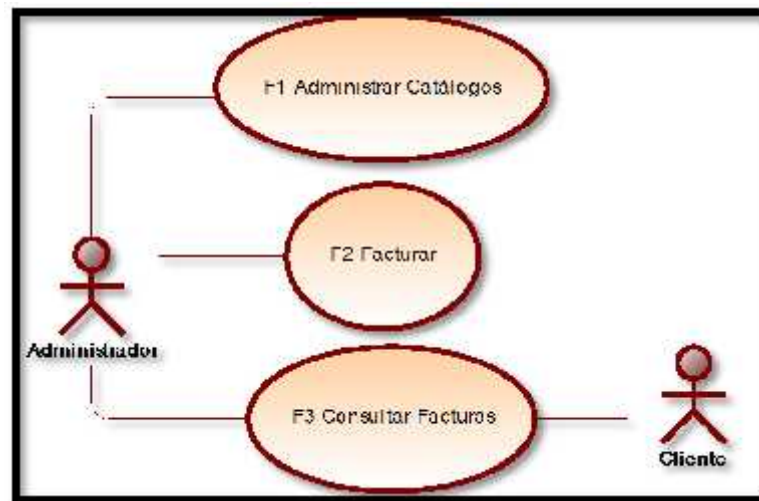 F1 Administrar Catálogos
F2 Facturar
Administrador
F3 Consultar Facturas
Cliente